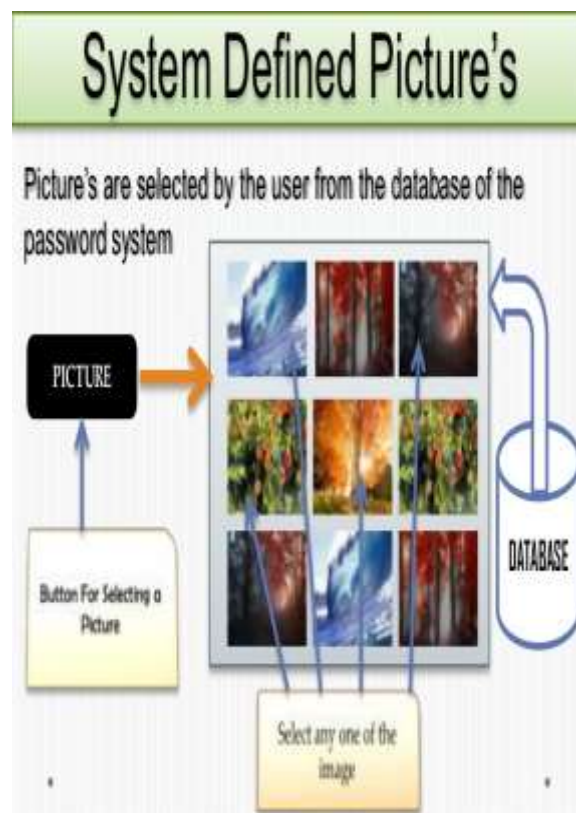 System Defined Picture's
Picture's are selected by the user from the database of the
password system
PICTURE
DATABASE
Button For Selecting a
Picture
Select any one of the
image